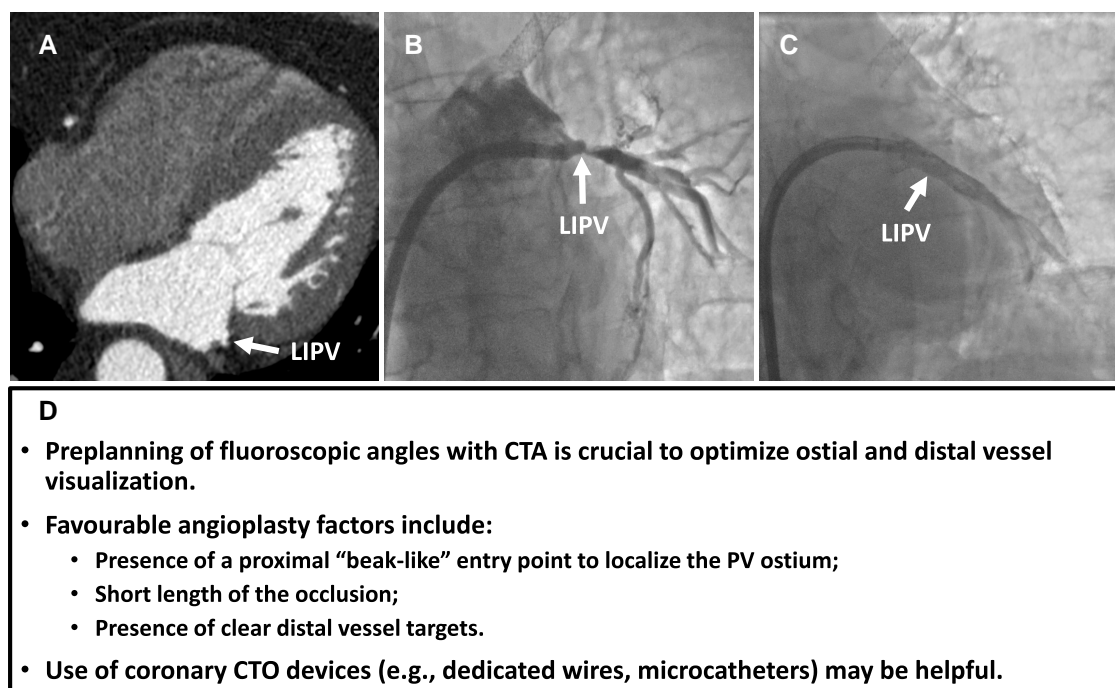 A
B
C
LIPV
LIPV
LIPV
D
• Preplanning of fluoroscopic angles with CTA is crucial to optimize ostial and distal vessel
visualization.
• Favourable angioplasty factors include:
• Presence of a proximal “beak-like” entry point to localize the PV ostium;
• Short length of the occlusion;
• Presence of clear distal vessel targets.
• Use of coronary CTO devices (e.g., dedicated wires, microcatheters) may be helpful.